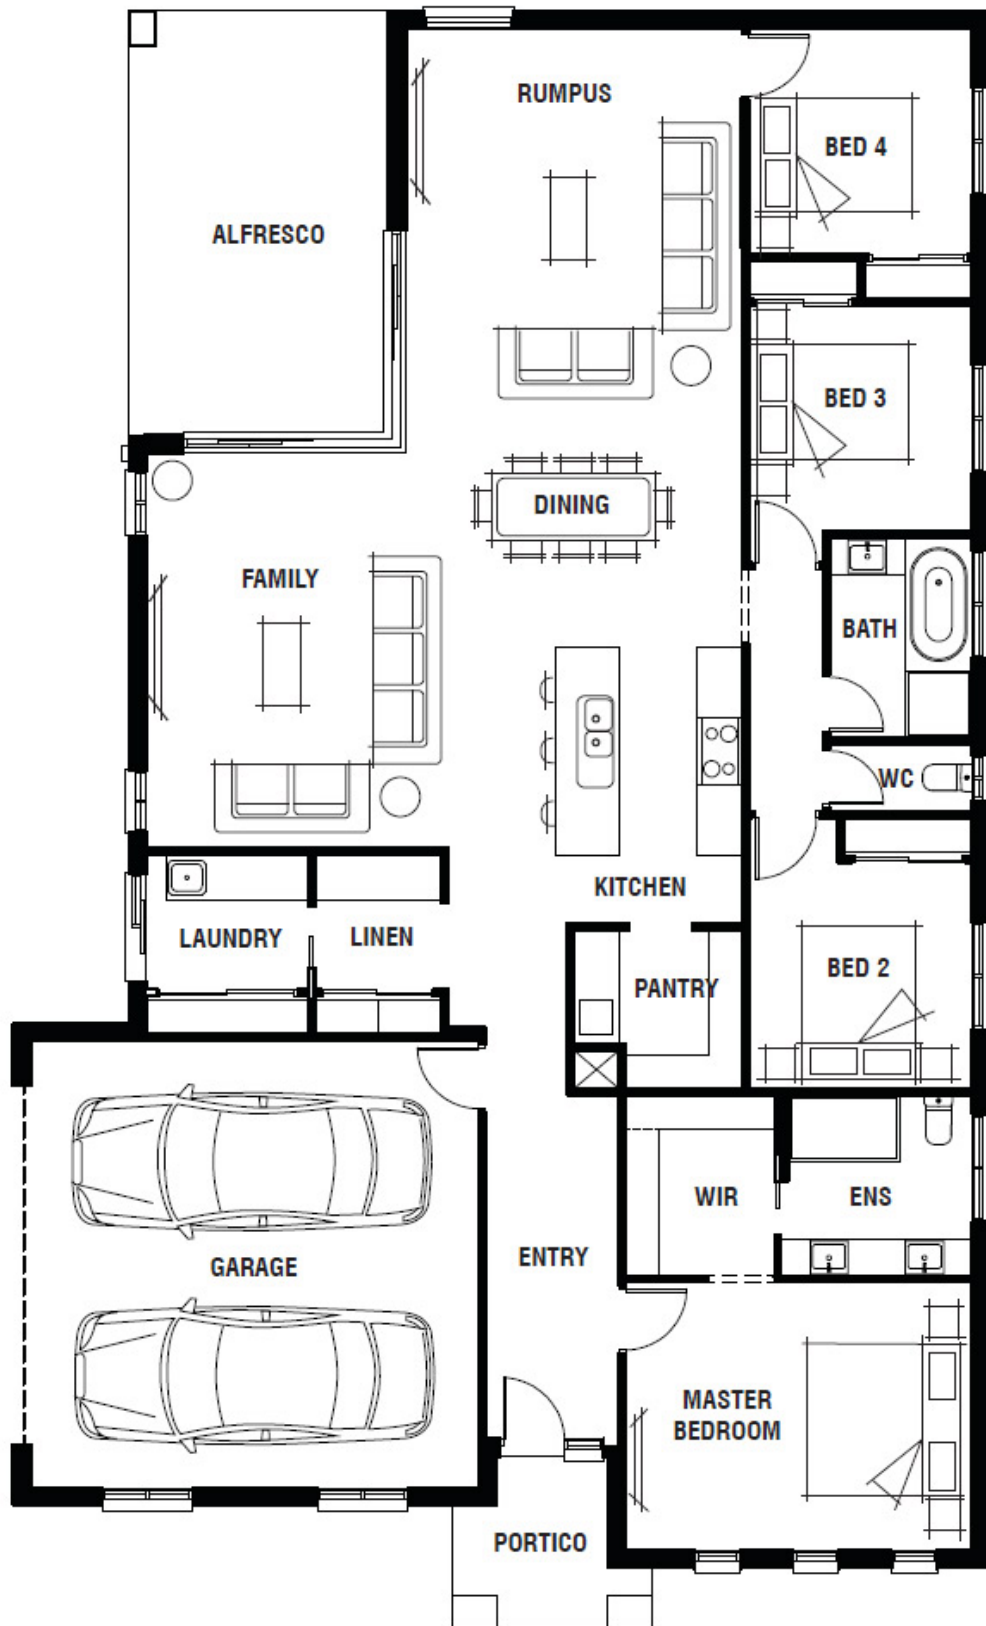 RUMPUS
BED 4
ALFRESCO
BED 3
DINING
FAMILY
BATH
WC
KITCHEN
LAUNDRY
LINEN
BED 2
PANTRY
WIR
ENS
ENTRY
GARAGE
MASTER
BEDROOM
PORTICO